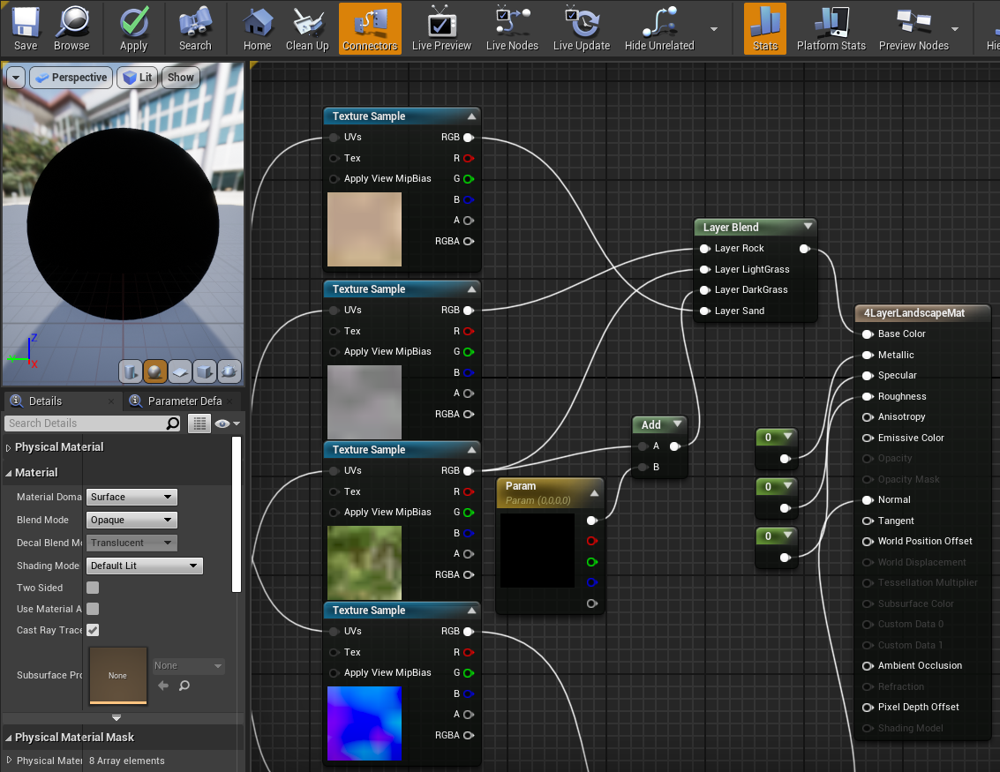 Save
Browse
Apply
Search
Home
Clean Up
Connectors
Live Preview
Live Nodes
Live Update
Hide Unrelated
Stats
Platform Stats
Preview Nodes
Hie
Perspective
Lit
Show
Z
X
Details
Parameter Defa
Search Details
Physical Material
Material
Material Doma
Surface
Blend Mode
Opaque
Decal Blend Mo
Translucent
Shading Mode
Default Lit
Two Sided
Use Material A
Cast Ray Trace
Subsurface Pro
None
None
Physical Material Mask
Physical Mater
8 Array elements
Texture Sample
UVs
RGB
Tex
R
Apply View MipBias
G
B
A
RGBA
Texture Sample
UVs
RGB
Tex
R
Apply View MipBias
G
B
A
RGBA
Texture Sample
UVs
RGB
Tex
R
Apply View MipBias
G
B
A
RGBA
Texture Sample
UVs
RGB
Tex
R
Apply View MipBias
G
B
A
RGBA
Param
Param (0,0,0,0)
Add
A
B
Layer Blend
Layer Rock
Layer LightGrass
Layer DarkGrass
Layer Sand
0
0
0
4LayerLandscapeMat
Base Color
Metallic
Specular
Roughness
Anisotropy
Emissive Color
Opacity
Opacity Mask
Normal
Tangent
World Position Offset
World Displacement
Tessellation Multiplier
Subsurface Color
Custom Data 0
Custom Data 1
Ambient Occlusion
Refraction
Pixel Depth Offset
Shading Model